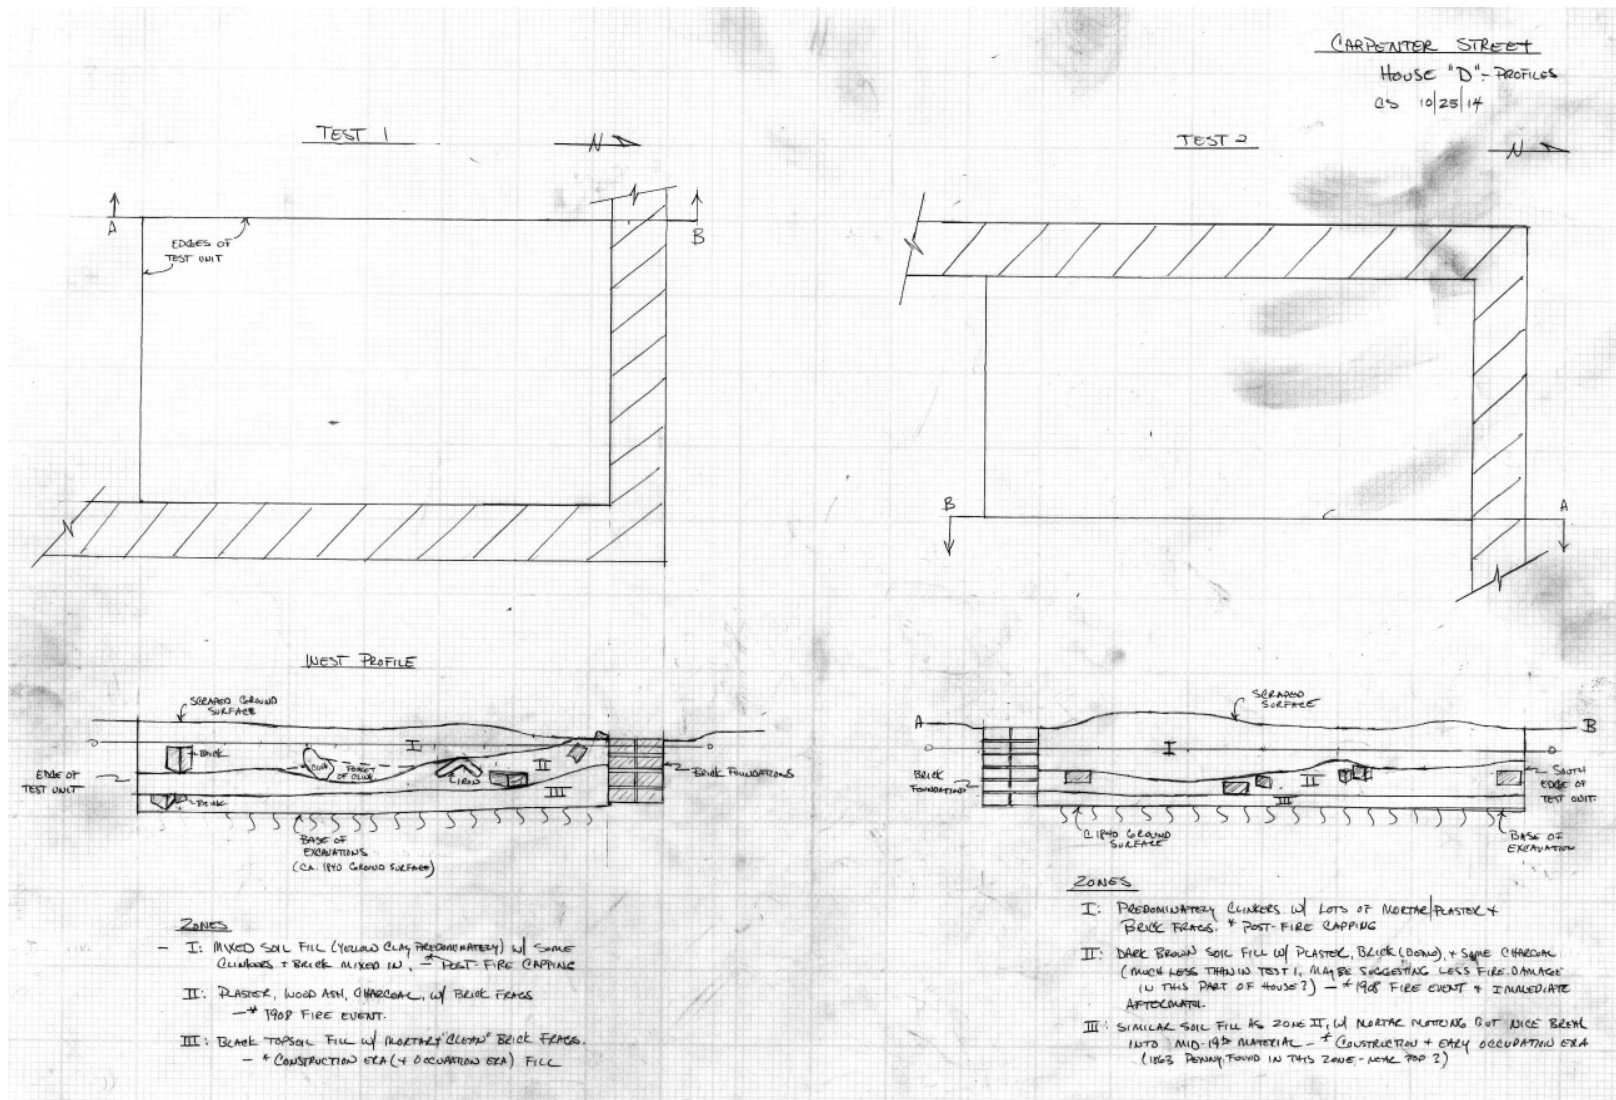 CARPENTER STREET
HOUSE "D" - PROFILES
CS 10/25/14
TEST 1
N
A
B
EDGES OF
TEST UNIT
TEST 2
N
B
A
WEST PROFILE
SCRAPED GROUND
SURFACE
I
BRICK
CLAY
II
IRON
III
BRICK
EDGE OF
TEST UNIT
BRICK FOUNDATIONS
BASE OF
EXCAVATIONS
(CA. 1840 GROUND SURFACE)
ZONES
I: MIXED SOIL FILL (YELLOW CLAY, PREDOMINATELY) W/ SOME
CLINKERS + BRICK MIXED IN. —* POST-FIRE CAPPING
II: PLASTER, WOOD ASH, CHARCOAL, W/ BRICK FRAGS
—* 1908 FIRE EVENT.
III: BLACK TOPSOIL FILL W/ MORTAR + "CLEAN" BRICK FRAGS.
—* CONSTRUCTION ERA (+ OCCUPATION ERA) FILL
SCRAPED
SURFACE
A
B
I
II
III
BRICK
FOUNDATION
SOUTH
EDGE OF
TEST UNIT.
C. 1840 GROUND
SURFACE
BASE OF
EXCAVATION
ZONES
I: PREDOMINATELY CLINKERS W/ LOTS OF MORTAR/PLASTER +
BRICK FRAGS. * POST-FIRE CAPPING
II: DARK BROWN SOIL FILL W/ PLASTER, BRICK (DEMO), + SOME CHARCOAL
(MUCH LESS THAN IN TEST 1, MAYBE SUGGESTING LESS FIRE DAMAGE
IN THIS PART OF HOUSE?) —* 1908 FIRE EVENT + IMMEDIATE
AFTERMATH.
III: SIMILAR SOIL FILL AS ZONE II, W/ MORTAR MOTTLING BUT NICE BREAK
INTO MID-19th MATERIAL —* CONSTRUCTION + EARLY OCCUPATION ERA
(1863 PENNY FOUND IN THIS ZONE - NEAR TOP?)